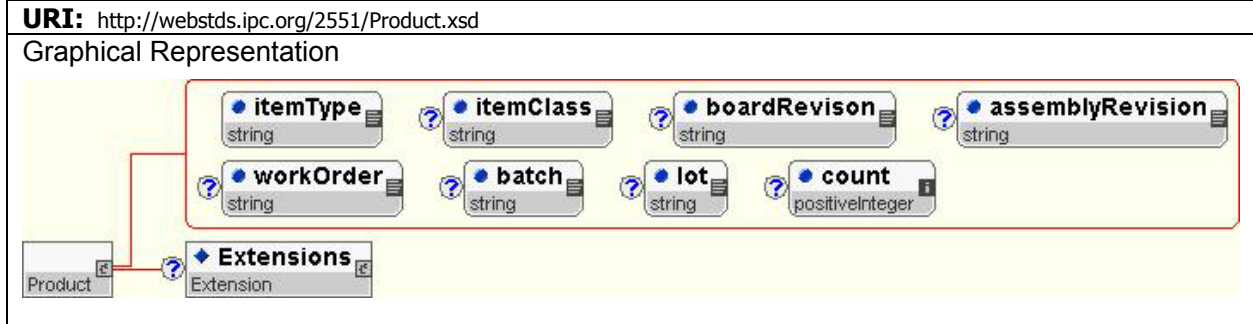 URI: http://webstds.ipc.org/2551/Product.xsd
Graphical Representation
itemType ? itemClass ? boardRevison ? assemblyRevision
string string string string
? workOrder ? batch ? lot ? count
string string string positiveInteger
? Extensions
Product Extension